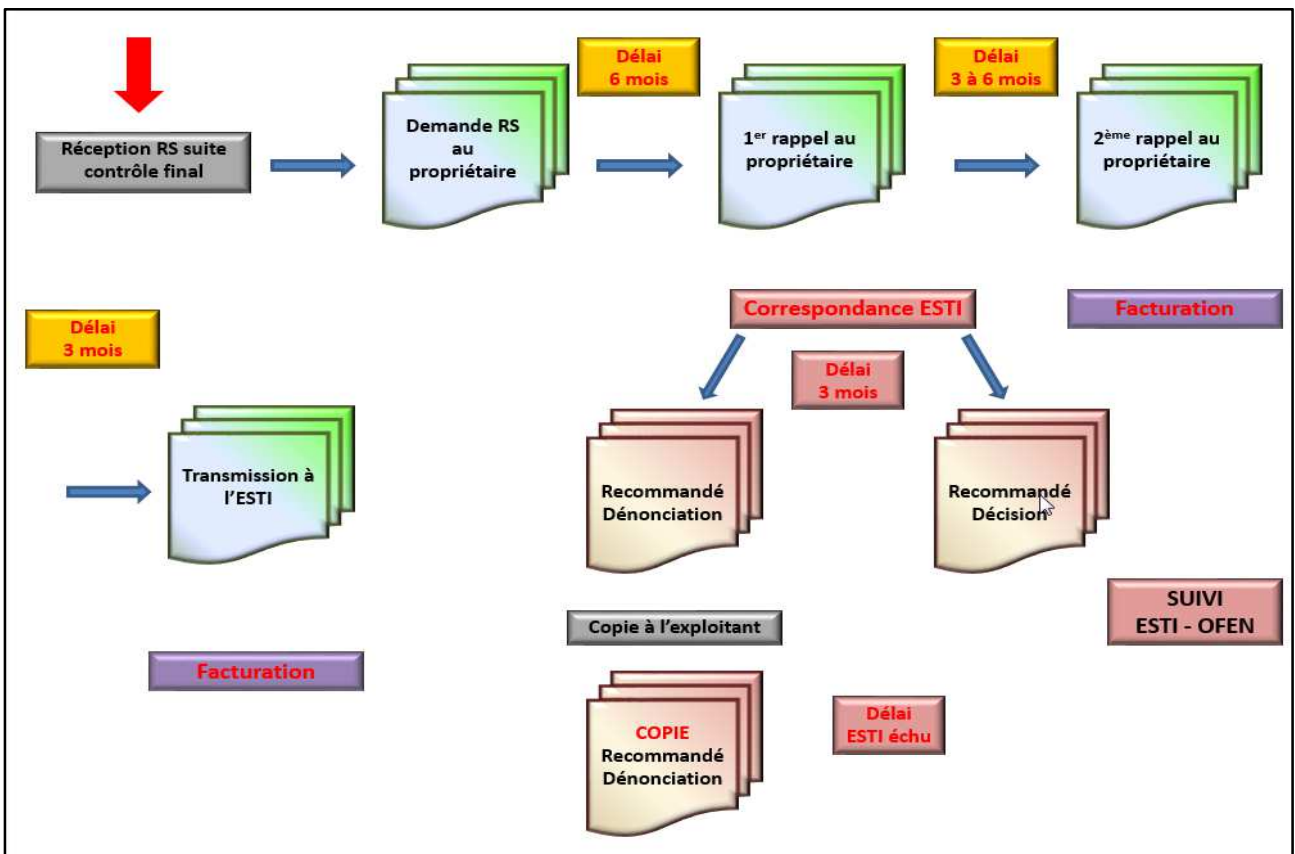 Délai
6 mois
Délai
3 à 6 mois
Réception RS suite
contrôle final
Demande RS
au
propriétaire
1er rappel au
propriétaire
2ème rappel au
propriétaire
Délai
3 mois
Correspondance ESTI
Facturation
Délai
3 mois
Transmission à
l'ESTI
Recommandé
Dénonciation
Recommandé
Décision
SUIVI
ESTI - OFEN
Copie à l'exploitant
Facturation
COPIE
Recommandé
Dénonciation
Délai
ESTI échu